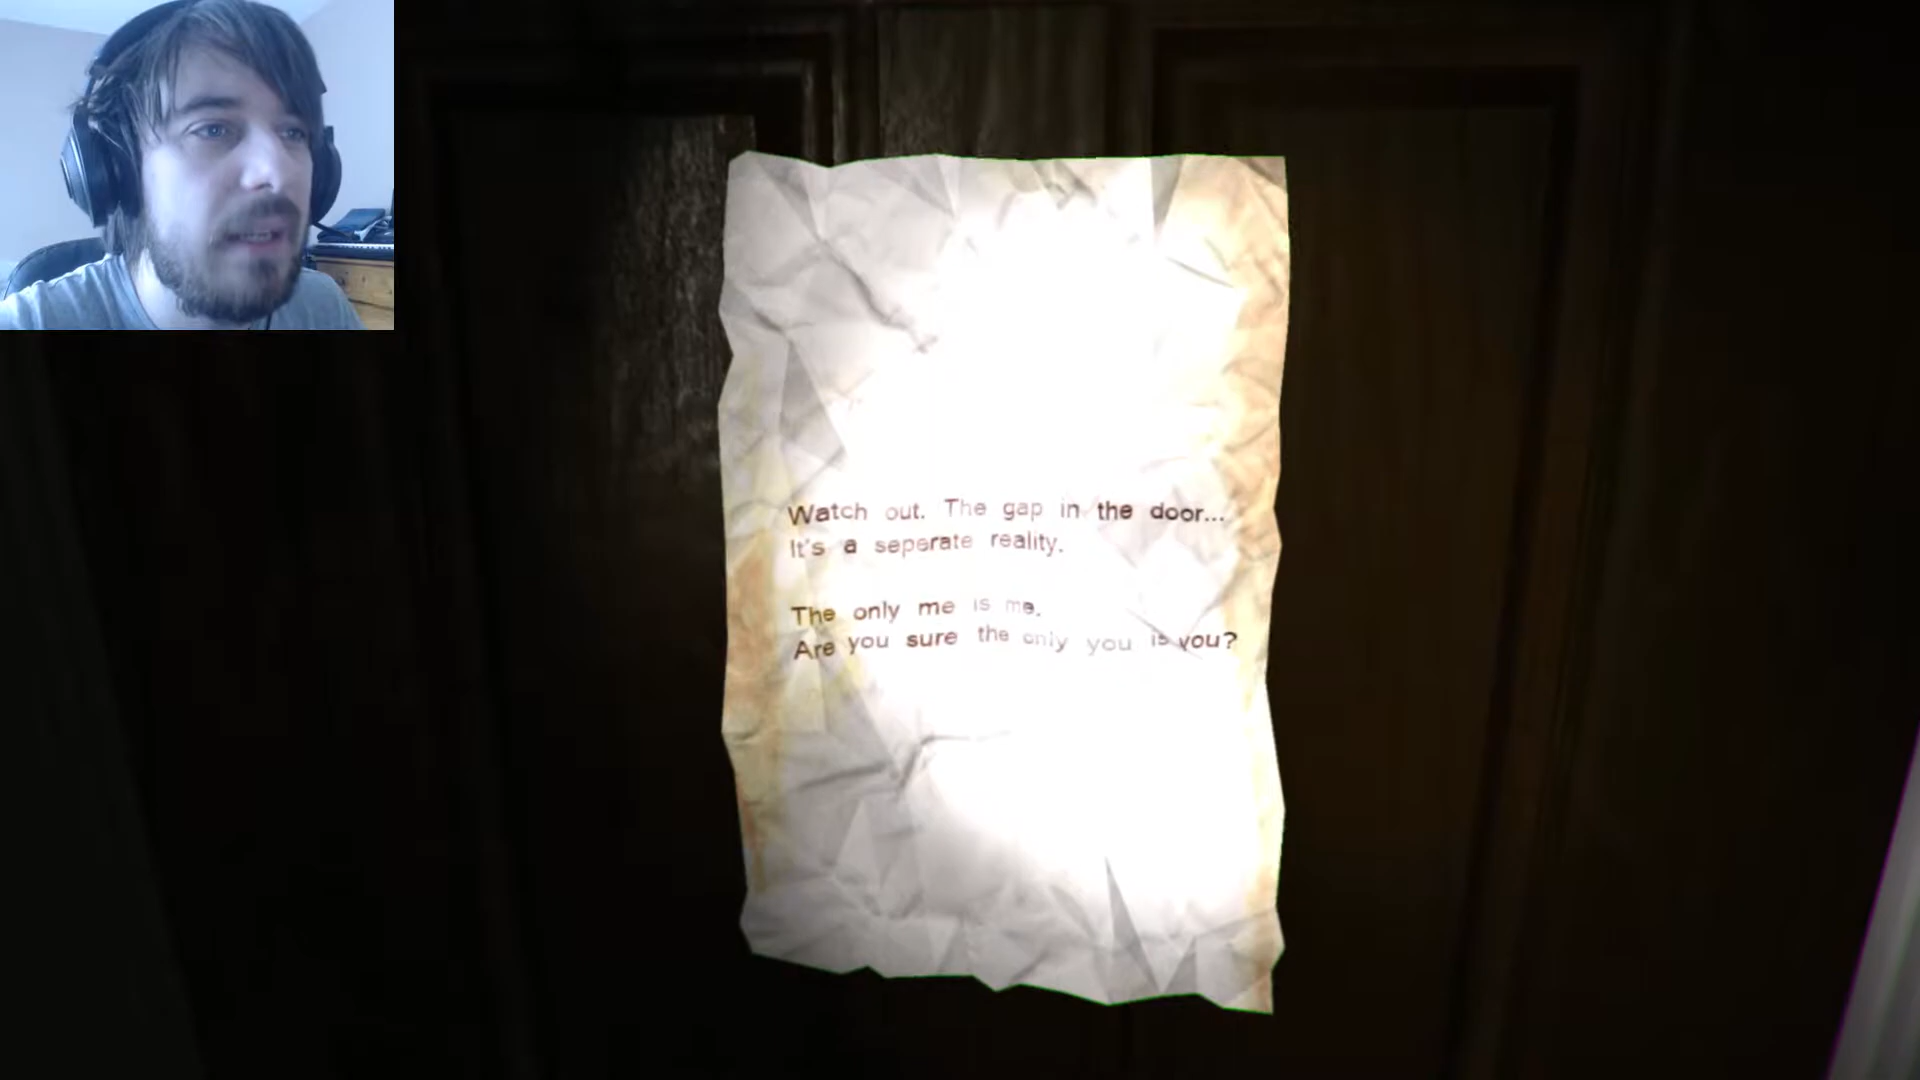 Watch out. The gap in the door...
It's a seperate reality.
The only me is me.
Are you sure the only you is you?